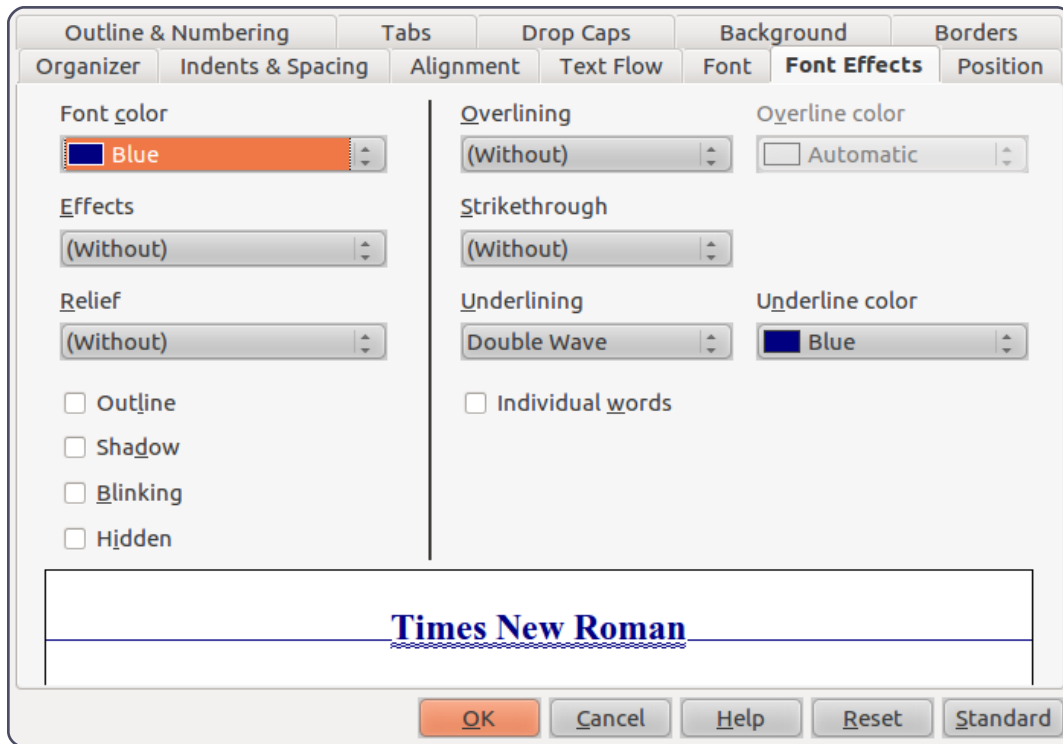 Outline & Numbering Tabs Drop Caps Background Borders
Organizer Indents & Spacing Alignment Text Flow Font Font Effects Position
Font color Overlining Overline color
Blue (Without) Automatic
Effects Strikethrough
(Without) (Without)
Relief Underlining Underline color
(Without) Double Wave Blue
Outline Individual words
Shadow
Blinking
Hidden
Times New Roman
OK Cancel Help Reset Standard